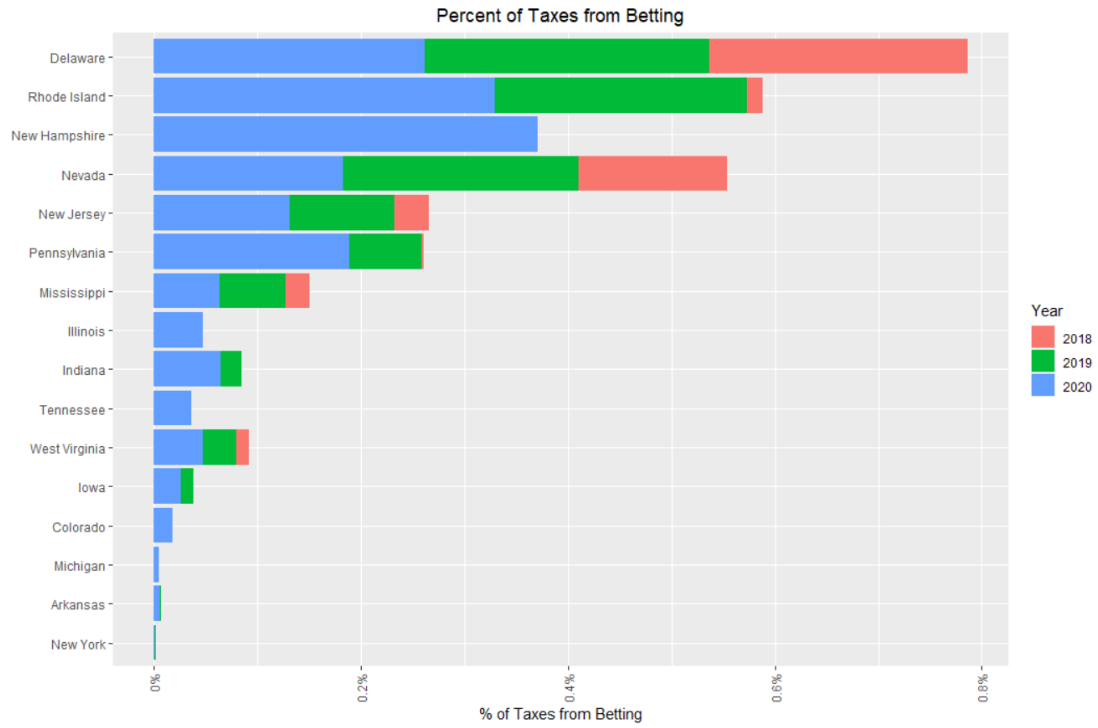 Percent of Taxes from Betting
Delaware
Rhode Island
New Hampshire
Nevada
New Jersey
Pennsylvania
Mississippi
Illinois
Indiana
Tennessee
West Virginia
Iowa
Colorado
Michigan
Arkansas
New York
Year
2018
2019
2020
0%
0.2%
0.4%
0.6%
0.8%
% of Taxes from Betting